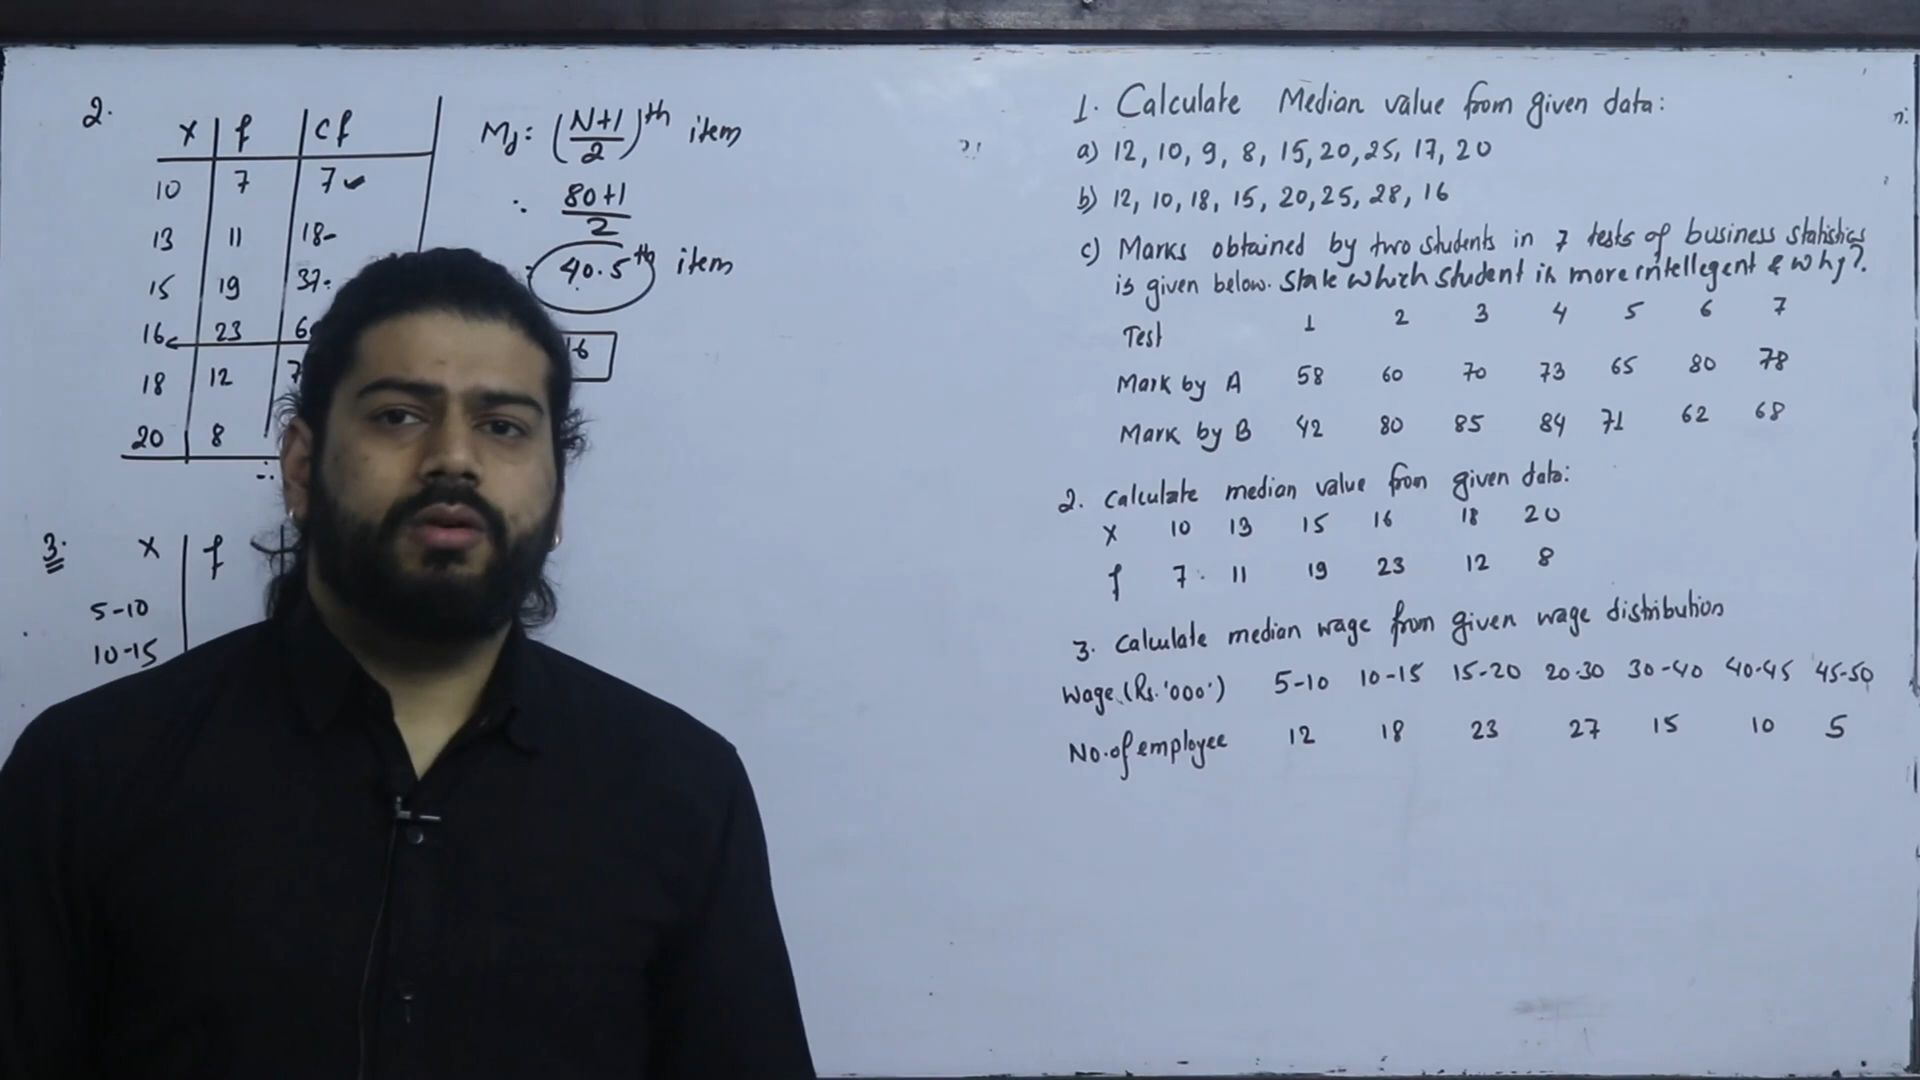 2.
x f cf
10 7 7
13 11 18
15 19 37
16 23
18 12
20 8
Md = (N+1/2)th item
∴ 80+1/2
40.5th item
3.
x f
5-10
10-15
1. Calculate Median value from given data:
a) 12, 10, 9, 8, 15, 20, 25, 17, 20
b) 12, 10, 18, 15, 20, 25, 28, 16
c) Marks obtained by two students in 7 tests of business statistics
is given below. State which student is more intellegent & why?
Test 1 2 3 4 5 6 7
Mark by A 58 60 70 73 65 80 78
Mark by B 42 80 85 84 71 62 68
2. Calculate median value from given data:
X 10 13 15 16 18 20
f 7 11 19 23 12 8
3. Calculate median wage from given wage distribution
Wage (Rs. '000') 5-10 10-15 15-20 20-30 30-40 40-45 45-50
No. of employee 12 18 23 27 15 10 5